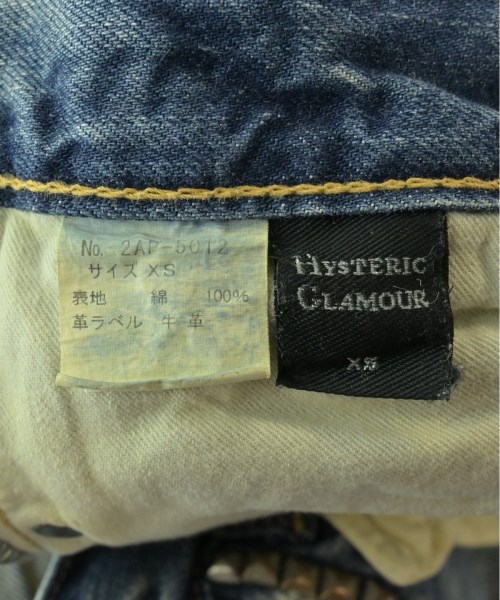 No. 2AP-5012
サイズ XS
表地 綿 100%
革ラベル 牛 革
HYSTERIC
GLAMOUR
XS